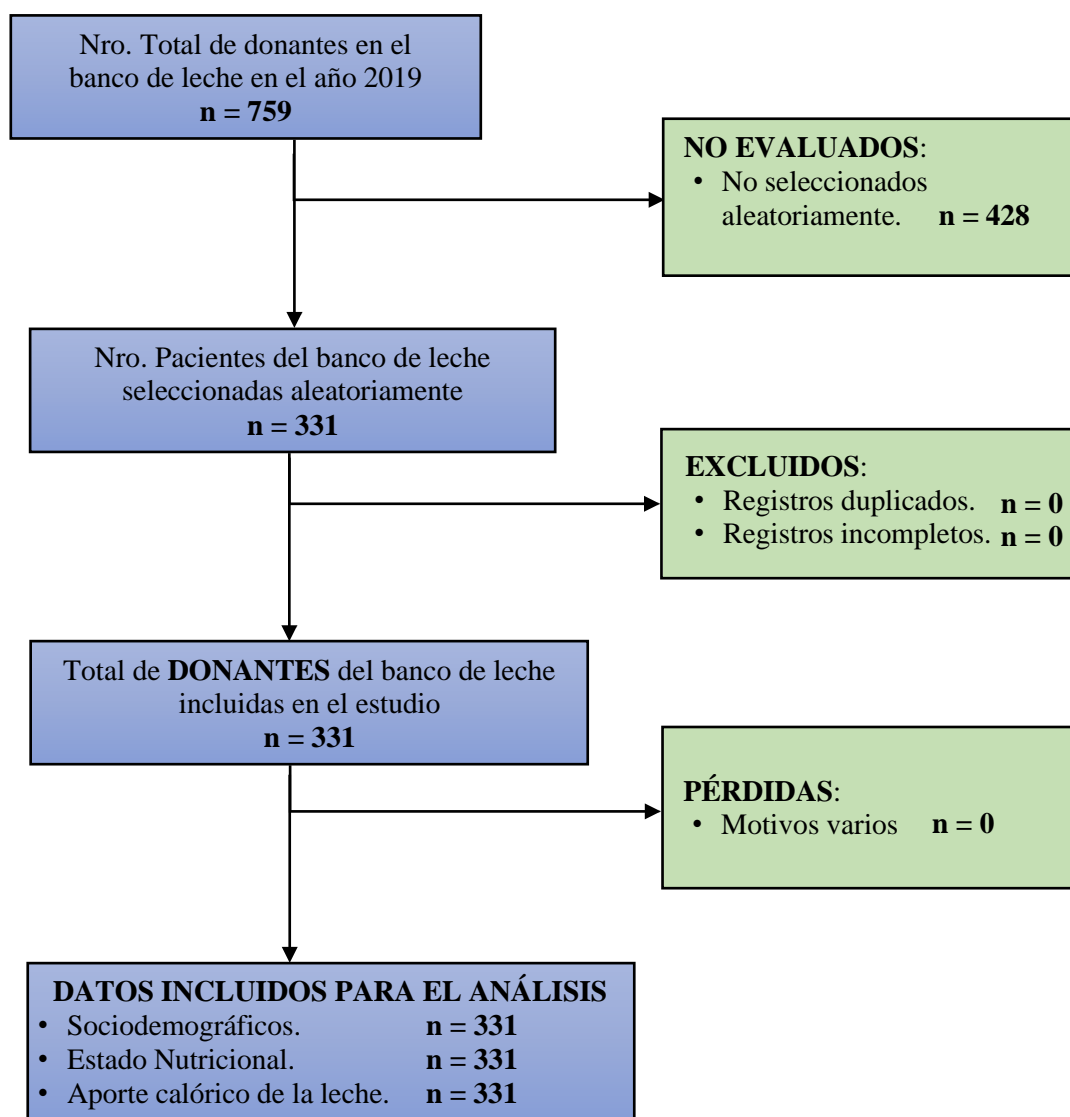 Nro. Total de donantes en el
banco de leche en el año 2019
n = 759
NO EVALUADOS:
• No seleccionados
aleatoriamente. n = 428
Nro. Pacientes del banco de leche
seleccionadas aleatoriamente
n = 331
EXCLUIDOS:
• Registros duplicados. n = 0
• Registros incompletos. n = 0
Total de DONANTES del banco de leche
incluidas en el estudio
n = 331
PÉRDIDAS:
• Motivos varios n = 0
DATOS INCLUIDOS PARA EL ANÁLISIS
• Sociodemográficos. n = 331
• Estado Nutricional. n = 331
• Aporte calórico de la leche. n = 331